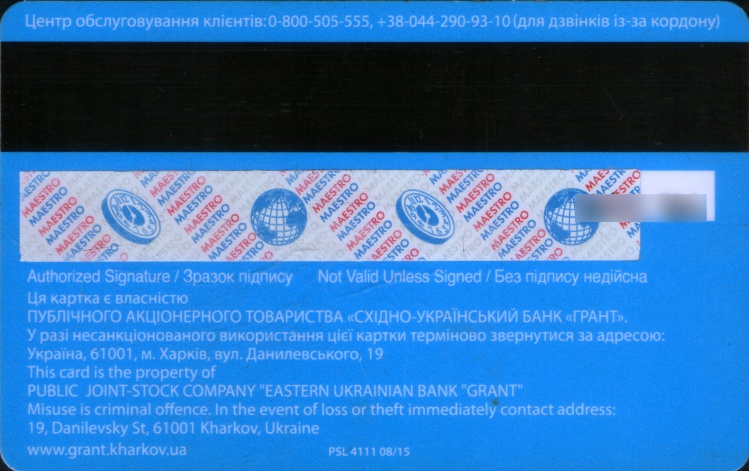 Центр обслуговування клієнтів: 0-800-505-555, +38-044-290-93-10 (для дзвінків із-за кордону)
MAESTRO MAESTRO MAESTRO MAESTRO
Authorized Signature / Зразок підпису Not Valid Unless Signed / Без підпису недійсна
Ця картка є власністю
ПУБЛІЧНОГО АКЦІОНЕРНОГО ТОВАРИСТВА «СХІДНО-УКРАЇНСЬКИЙ БАНК «ГРАНТ».
У разі несанкціонованого використання цієї картки терміново звернутися за адресою:
Україна, 61001, м. Харків, вул. Данилевського, 19
This card is the property of
PUBLIC JOINT-STOCK COMPANY "EASTERN UKRAINIAN BANK "GRANT"
Misuse is criminal offence. In the event of loss or theft immediately contact address:
19, Danilevsky St, 61001 Kharkov, Ukraine
www.grant.kharkov.ua PSL 4111 08/15